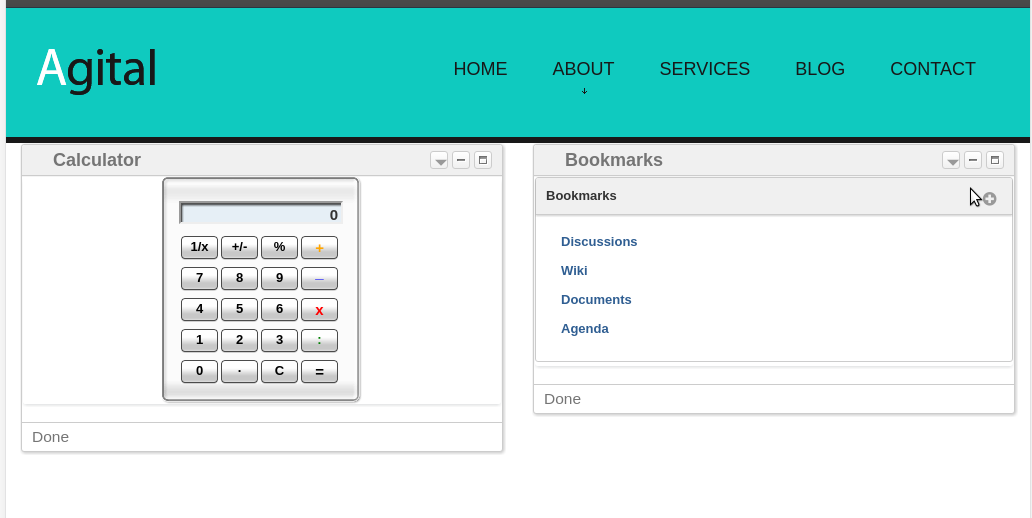 Agital
HOME ABOUT SERVICES BLOG CONTACT
Calculator
0
1/x +/- % +
7 8 9 _
4 5 6 x
1 2 3 :
0 . C =
Done
Bookmarks
Bookmarks
Discussions
Wiki
Documents
Agenda
Done